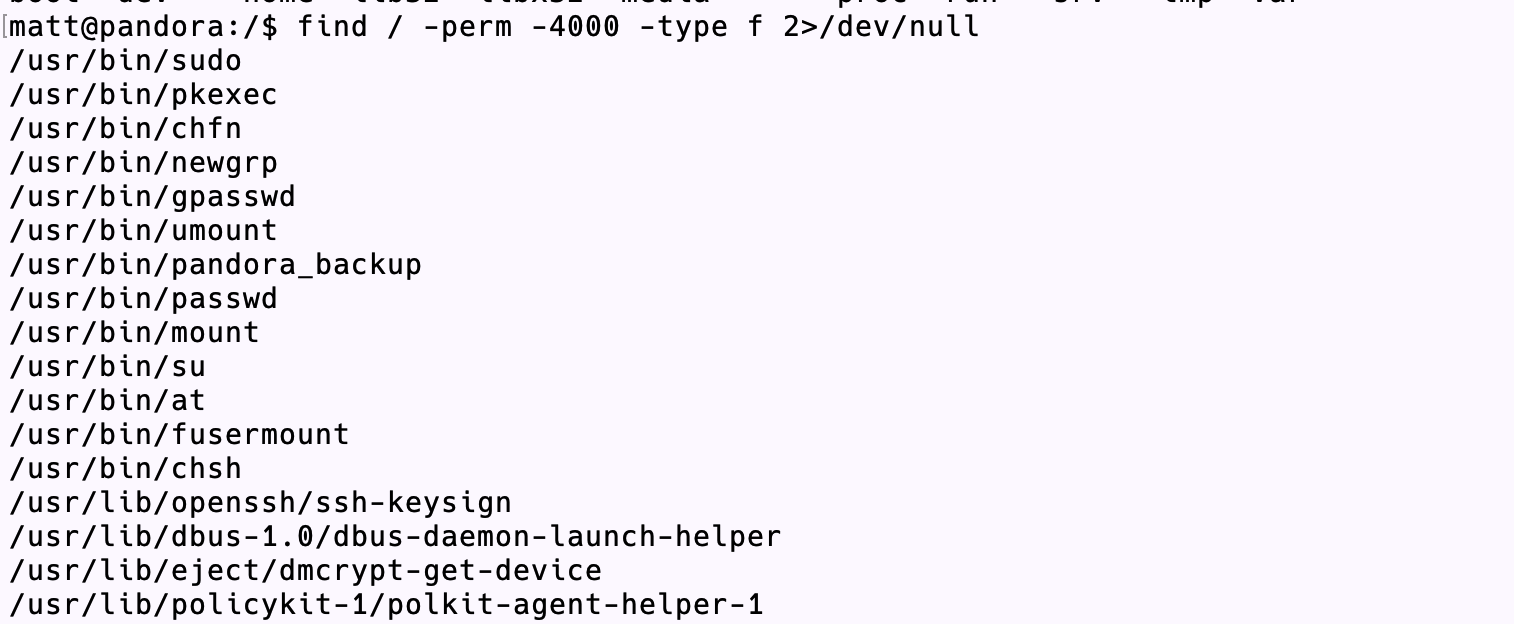 matt@pandora:/$ find / -perm -4000 -type f 2>/dev/null
/usr/bin/sudo
/usr/bin/pkexec
/usr/bin/chfn
/usr/bin/newgrp
/usr/bin/gpasswd
/usr/bin/umount
/usr/bin/pandora_backup
/usr/bin/passwd
/usr/bin/mount
/usr/bin/su
/usr/bin/at
/usr/bin/fusermount
/usr/bin/chsh
/usr/lib/openssh/ssh-keysign
/usr/lib/dbus-1.0/dbus-daemon-launch-helper
/usr/lib/eject/dmcrypt-get-device
/usr/lib/policykit-1/polkit-agent-helper-1